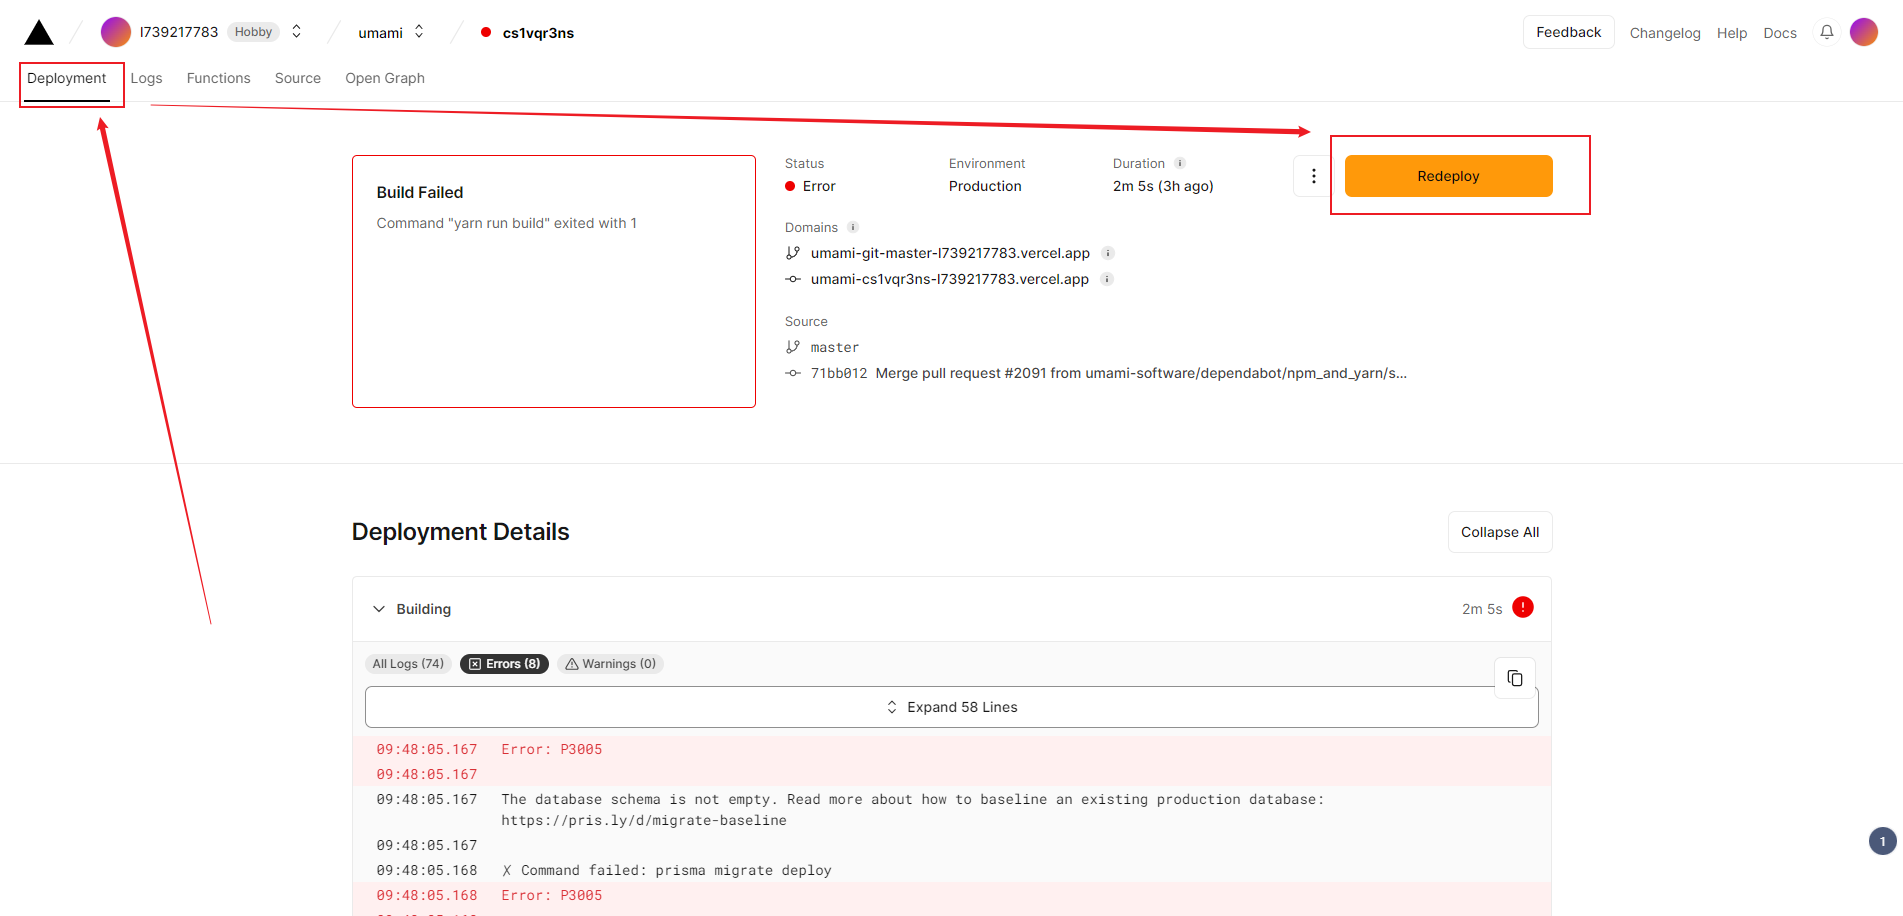 l739217783 Hobby umami cs1vqr3ns Feedback Changelog Help Docs
Deployment Logs Functions Source Open Graph
Build Failed
Command "yarn run build" exited with 1
Status Environment Duration
Error Production 2m 5s (3h ago)
Redeploy
Domains
umami-git-master-l739217783.vercel.app
umami-cs1vqr3ns-l739217783.vercel.app
Source
master
71bb012 Merge pull request #2091 from umami-software/dependabot/npm_and_yarn/s...
Deployment Details Collapse All
Building 2m 5s
All Logs (74) Errors (8) Warnings (0)
Expand 58 Lines
09:48:05.167 Error: P3005
09:48:05.167
09:48:05.167 The database schema is not empty. Read more about how to baseline an existing production database:
https://pris.ly/d/migrate-baseline
1
09:48:05.167
09:48:05.168 ✗ Command failed: prisma migrate deploy
09:48:05.168 Error: P3005